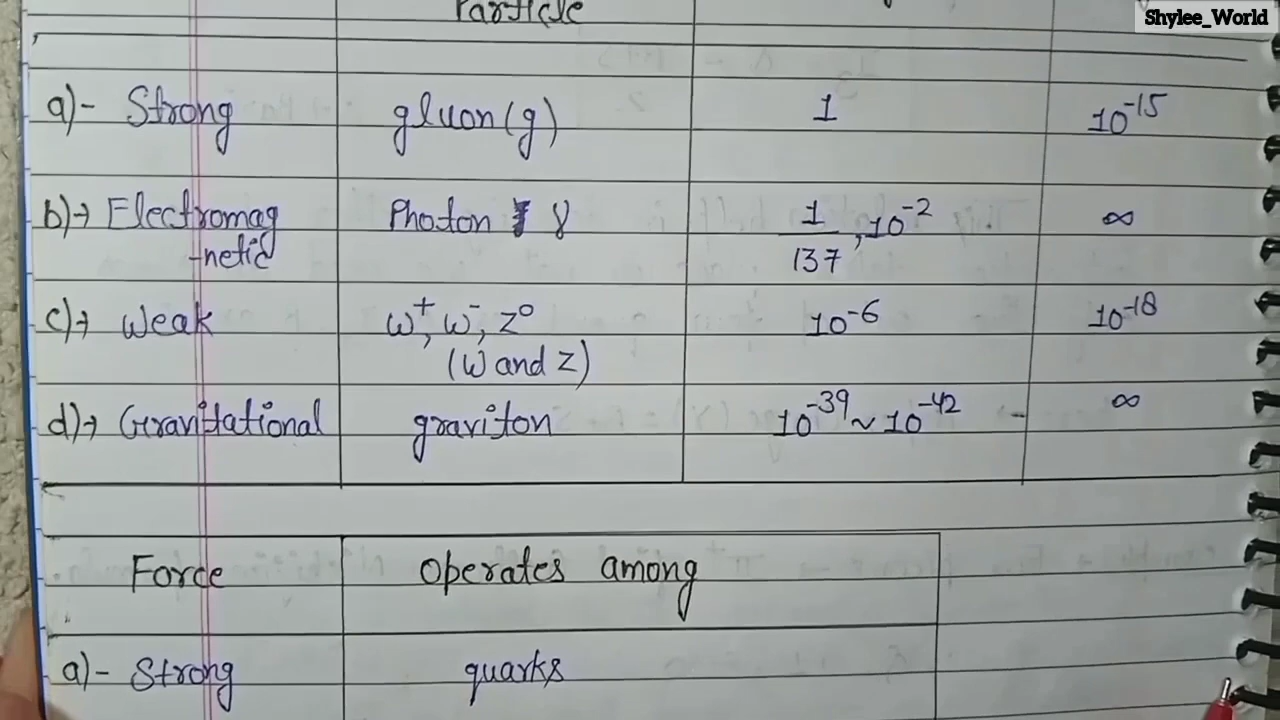 Shylee_World
Particle
a)- Strong gluon(g) 1 10⁻¹⁵
b)→ Electromag Photon γ 1/137, 10⁻² ∞
-netic
c)→ Weak W⁺, W⁻, Z⁰ 10⁻⁶ 10⁻¹⁸
(W and Z)
d)→ Gravitational graviton 10⁻³⁹ ~ 10⁻⁴² - ∞
Force Operates among
a)- Strong quarks